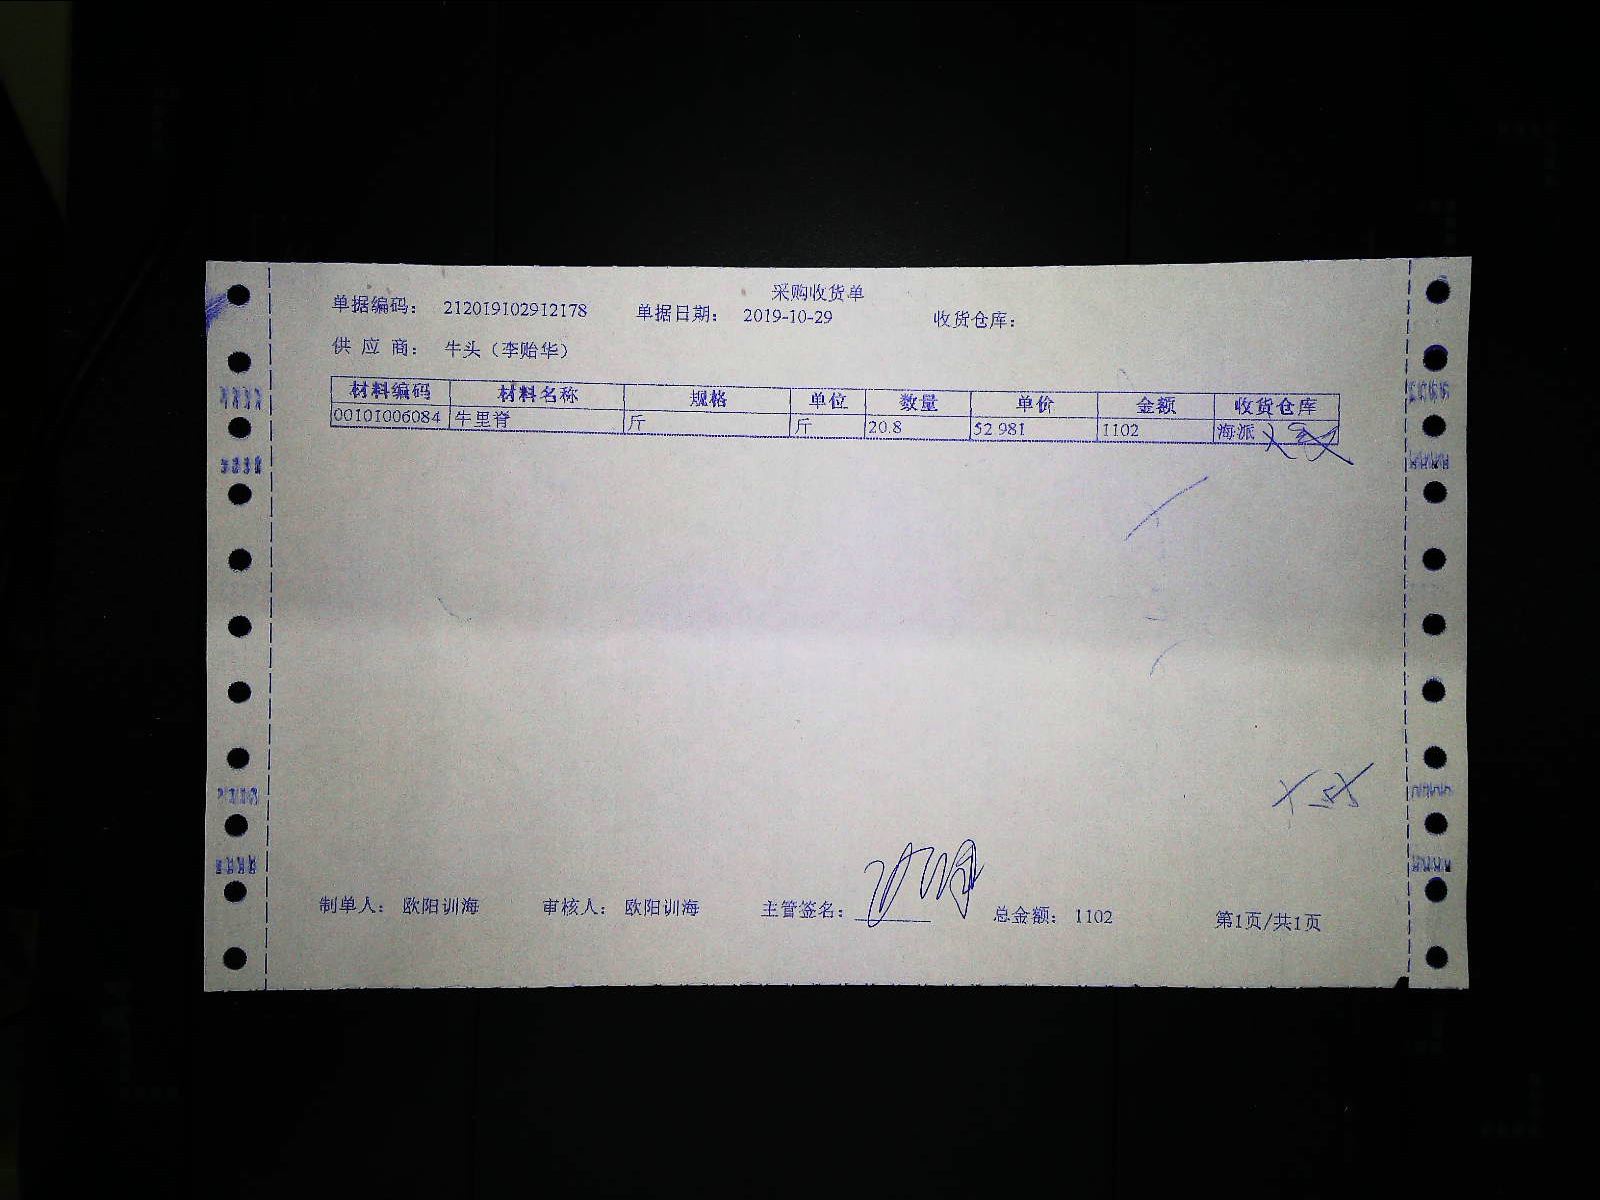 采购收货单
单据编码: 212019102912178 单据日期: 2019-10-29 收货仓库:
供 应 商: 牛头（李贻华）
材料编码 材料名称 规格 单位 数量 单价 金额 收货仓库
00101006084 牛里脊 斤 斤 20.8 52 981 1102 海派
制单人: 欧阳训海 审核人: 欧阳训海 主管签名: 总金额: 1102 第1页/共1页